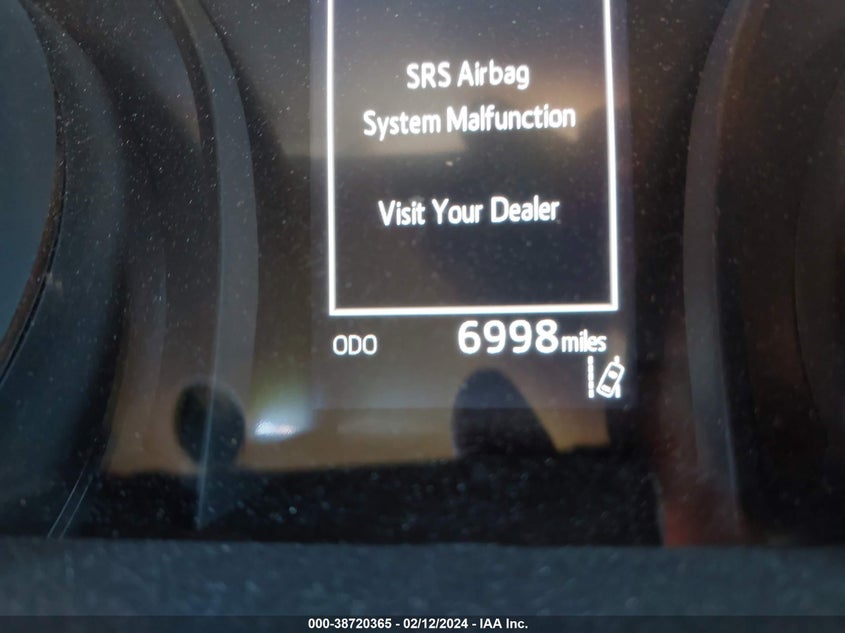 SRS Airbag
System Malfunction
Visit Your Dealer
ODO 6998 miles
000-38720365 - 02/12/2024 - IAA Inc.